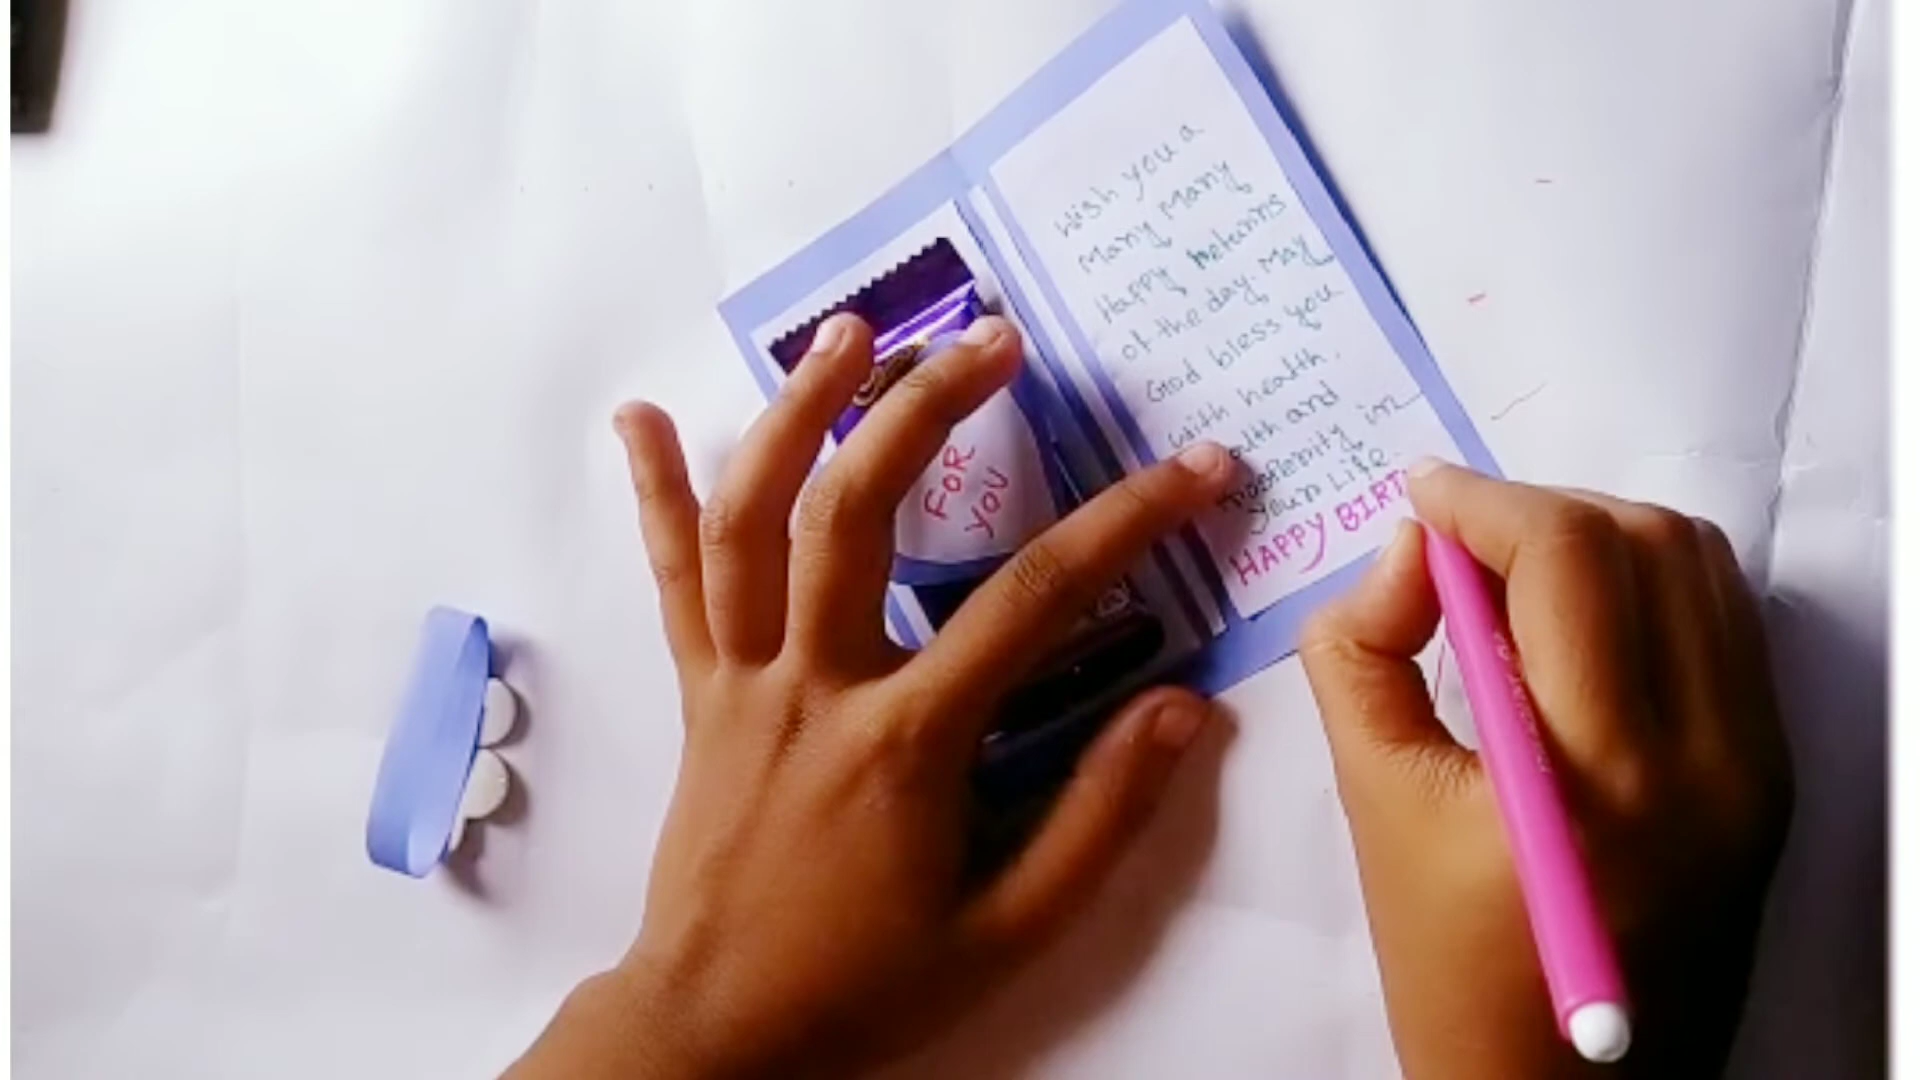 FOR
YOU
Wish you a
Many Many
Happy Returns
of the day. May
God bless you
with health.
and
prosperity in
your Life.
HAPPY BIRT